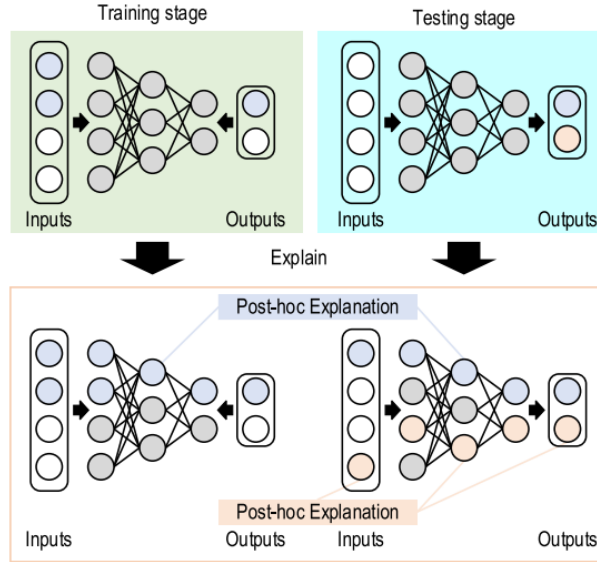 Training stage
Testing stage
Inputs
Outputs
Inputs
Outputs
Explain
Post-hoc Explanation
Post-hoc Explanation
Inputs
Outputs
Inputs
Outputs